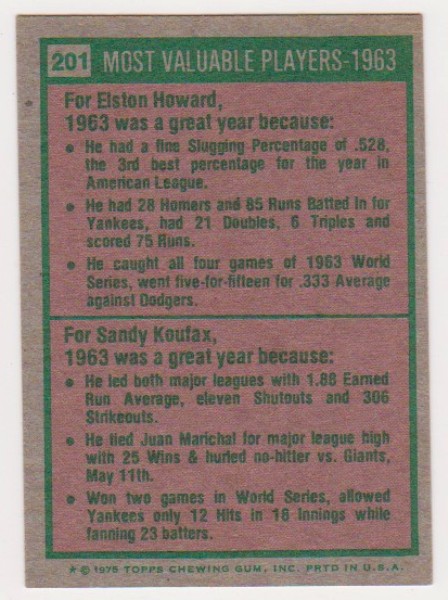 201 MOST VALUABLE PLAYERS-1963
For Elston Howard,
1963 was a great year because:
● He had a fine Slugging Percentage of .528,
the 3rd best percentage for the year in
American League.
● He had 28 Homers and 85 Runs Batted In for
Yankees, had 21 Doubles, 6 Triples and
scored 75 Runs.
● He caught all four games of 1963 World
Series, went five-for-fifteen for .333 Average
against Dodgers.
For Sandy Koufax,
1963 was a great year because:
● He led both major leagues with 1.88 Earned
Run Average, eleven Shutouts and 306
Strikeouts.
● He tied Juan Marichal for major league high
with 25 Wins & hurled no-hitter vs. Giants,
May 11th.
● Won two games in World Series, allowed
Yankees only 12 Hits in 18 innings while
fanning 23 batters.
★ © 1975 TOPPS CHEWING GUM, INC. PRTD IN U.S.A.